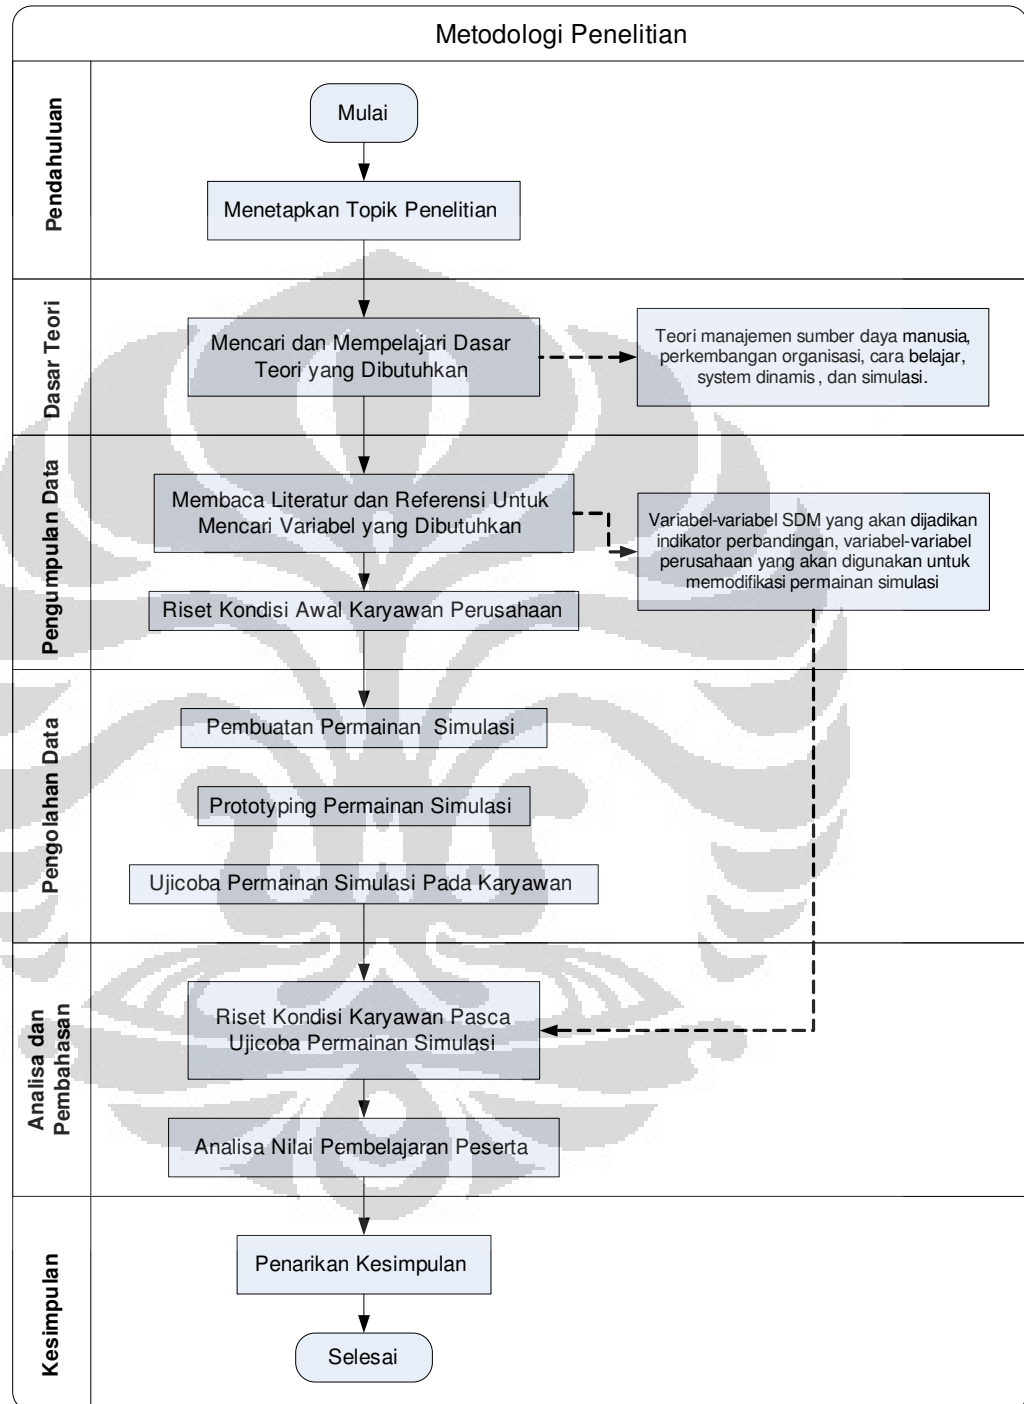 Metodologi Penelitian
Pendahuluan
Mulai
Menetapkan Topik Penelitian
Dasar Teori
Mencari dan Mempelajari Dasar
Teori yang Dibutuhkan
Teori manajemen sumber daya manusia,
perkembangan organisasi, cara belajar,
system dinamis , dan simulasi.
Pengumpulan Data
Membaca Literatur dan Referensi Untuk
Mencari Variabel yang Dibutuhkan
Variabel-variabel SDM yang akan dijadikan
indikator perbandingan, variabel-variabel
perusahaan yang akan digunakan untuk
memodifikasi permainan simulasi
Riset Kondisi Awal Karyawan Perusahaan
Pengolahan Data
Pembuatan Permainan Simulasi
Prototyping Permainan Simulasi
Ujicoba Permainan Simulasi Pada Karyawan
Analisa dan
Pembahasan
Riset Kondisi Karyawan Pasca
Ujicoba Permainan Simulasi
Analisa Nilai Pembelajaran Peserta
Kesimpulan
Penarikan Kesimpulan
Selesai